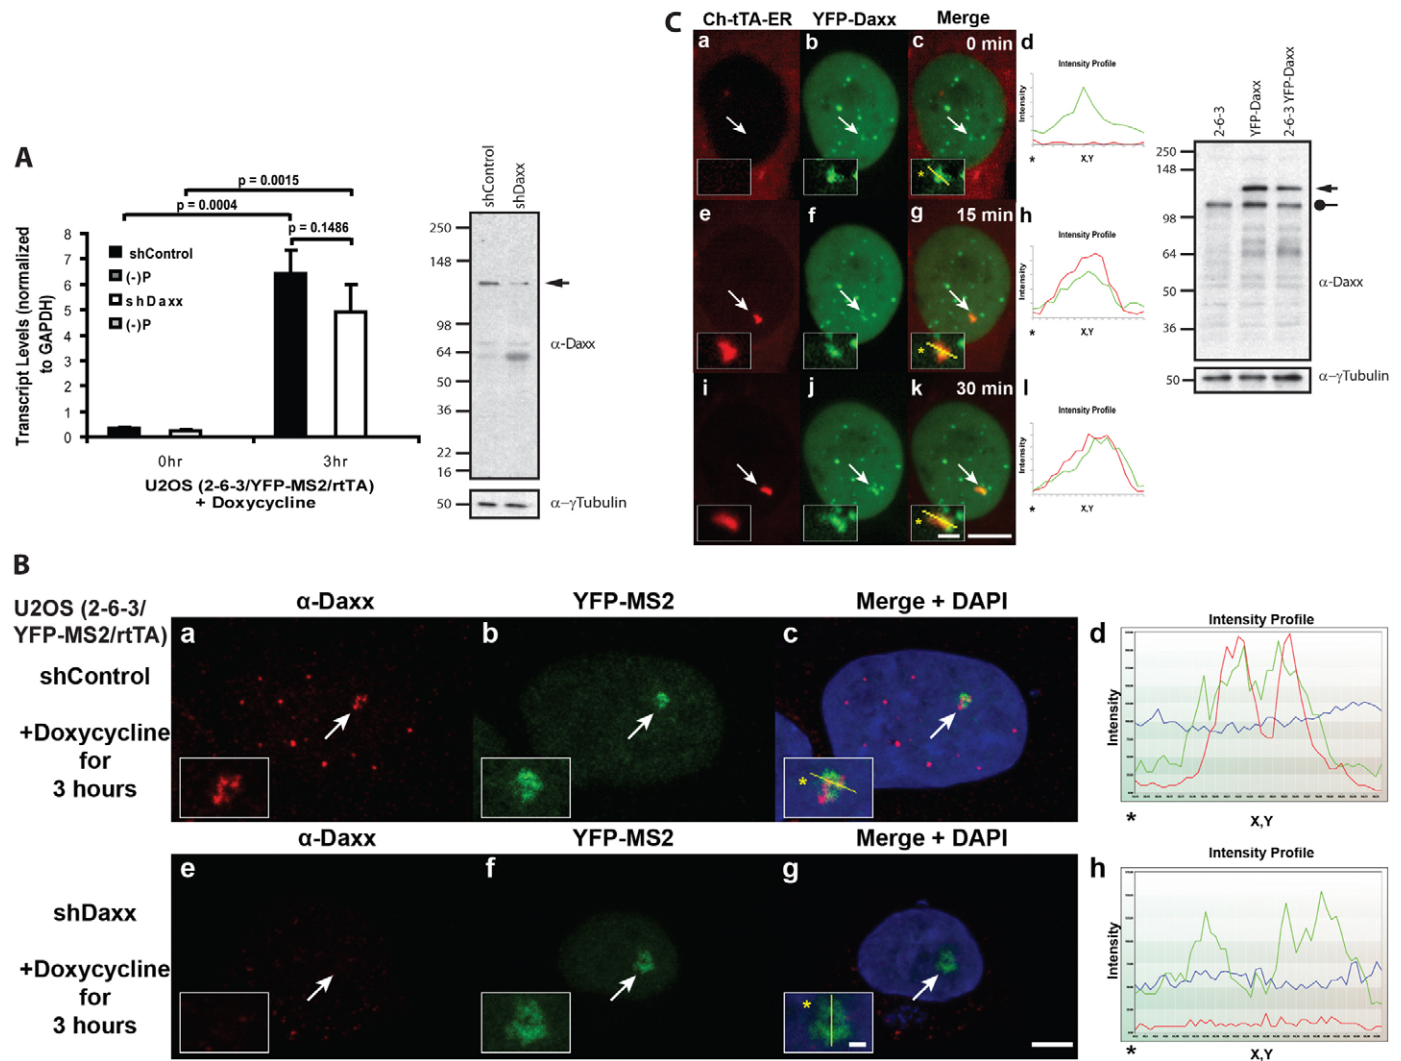 A
p = 0.0015
p = 0.0004
p = 0.1486
Transcript Levels (normalized
to GAPDH)
8
7
6
5
4
3
2
1
0
shControl
(-)P
shDaxx
(-)P
0hr
3hr
U2OS (2-6-3/YFP-MS2/rtTA)
+ Doxycycline
shControl
shDaxx
250
148
98
64
50
36
22
16
50
α-Daxx
α-γTubulin
C
Ch-tTA-ER
YFP-Daxx
Merge
a
b
c
0 min
d
Intensity Profile
Intensity
*
X,Y
*
e
f
g
15 min
h
Intensity Profile
Intensity
*
X,Y
*
i
j
k
30 min
l
Intensity Profile
Intensity
*
X,Y
*
2-6-3
YFP-Daxx
2-6-3 YFP-Daxx
250
148
98
64
50
36
50
α-Daxx
α-γTubulin
B
U2OS (2-6-3/
YFP-MS2/rtTA)
α-Daxx
YFP-MS2
Merge + DAPI
shControl
+Doxycycline
for
3 hours
a
b
c
*
d
Intensity Profile
Intensity
*
X,Y
α-Daxx
YFP-MS2
Merge + DAPI
shDaxx
+Doxycycline
for
3 hours
e
f
g
*
h
Intensity Profile
Intensity
*
X,Y